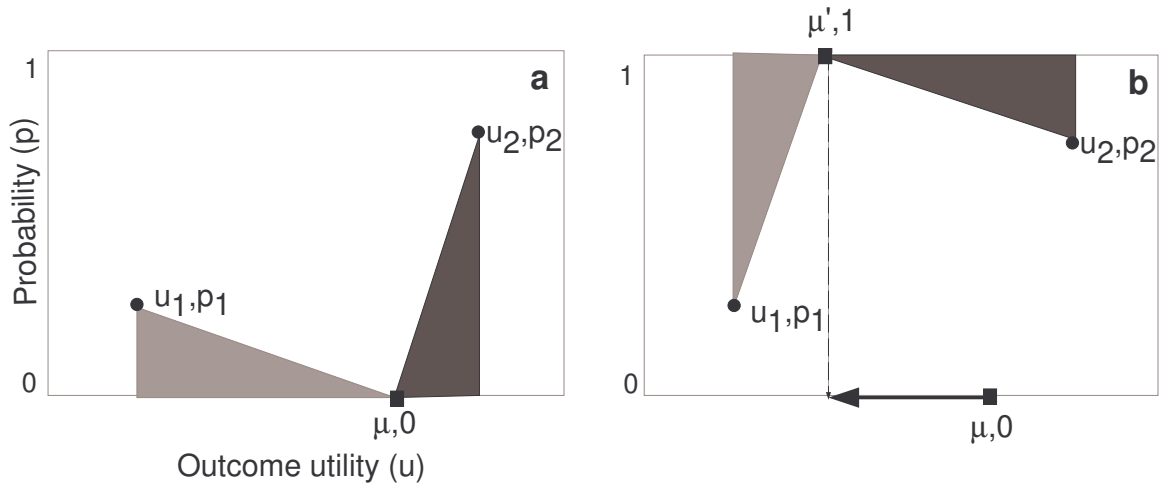 1
a
u2,p2
Probability (p)
u1,p1
0
μ,0
Outcome utility (u)
μ',1
1
b
u2,p2
u1,p1
0
μ,0